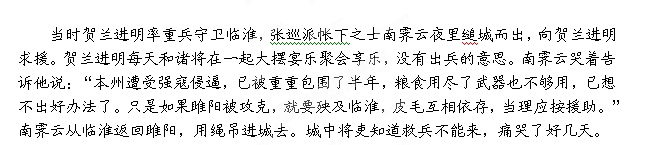 当时贺兰进明率重兵守卫临淮，张巡派帐下之士南霁云夜里缒城而出，向贺兰进明
求援。贺兰进明每天和诸将在一起大摆宴乐聚会享乐，没有出兵的意思。南霁云哭着告
诉他说：“本州遭受强寇侵逼，已被重重包围了半年，粮食用尽了武器也不够用，已想
不出好办法了。只是如果睢阳被攻克，就要殃及临淮，皮毛互相依存，当理应按援助。”
南霁云从临淮返回睢阳，用绳吊进城去。城中将吏知道救兵不能来，痛哭了好几天。